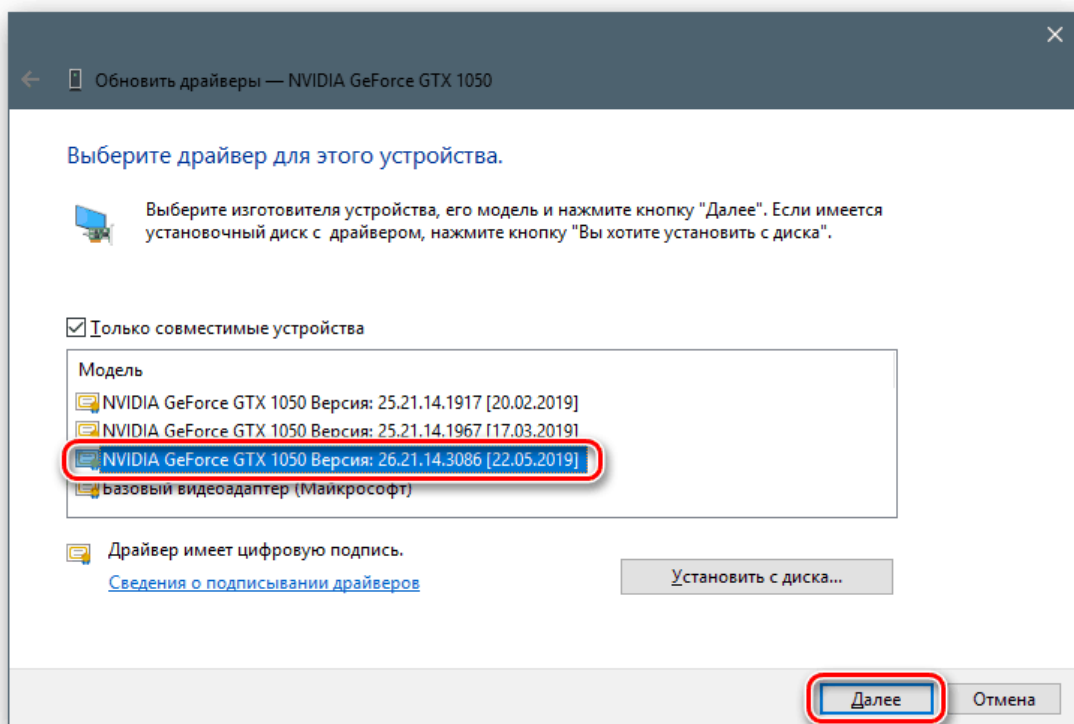 Обновить драйверы — NVIDIA GeForce GTX 1050
Выберите драйвер для этого устройства.
Выберите изготовителя устройства, его модель и нажмите кнопку "Далее". Если имеется
установочный диск с драйвером, нажмите кнопку "Вы хотите установить с диска".
Только совместимые устройства
Модель
NVIDIA GeForce GTX 1050 Версия: 25.21.14.1917 [20.02.2019]
NVIDIA GeForce GTX 1050 Версия: 25.21.14.1967 [17.03.2019]
NVIDIA GeForce GTX 1050 Версия: 26.21.14.3086 [22.05.2019]
Базовый видеоадаптер (Майкрософт)
Драйвер имеет цифровую подпись.
Сведения о подписывании драйверов
Установить с диска...
Далее
Отмена